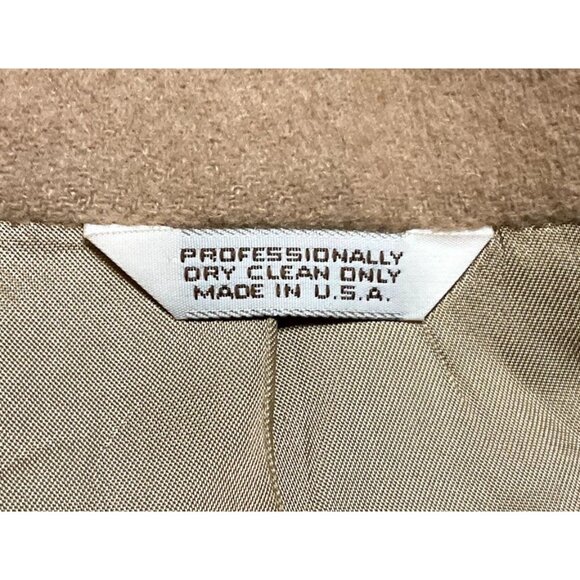 PROFESSIONALLY
DRY CLEAN ONLY
MADE IN U.S.A.